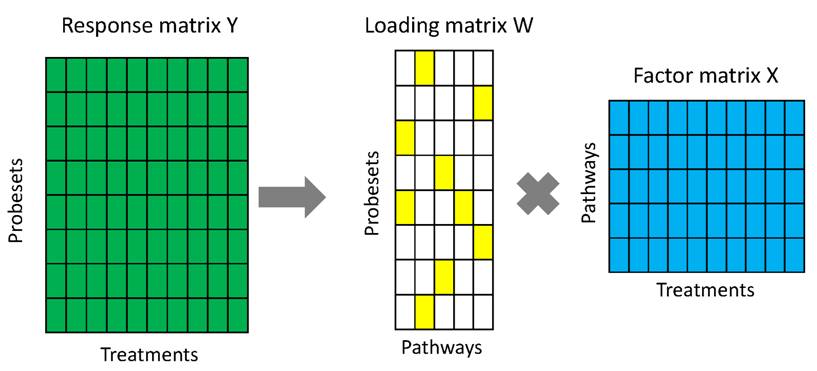 Response matrix Y
Probesets
Treatments
Loading matrix W
Probesets
Pathways
Factor matrix X
Pathways
Treatments